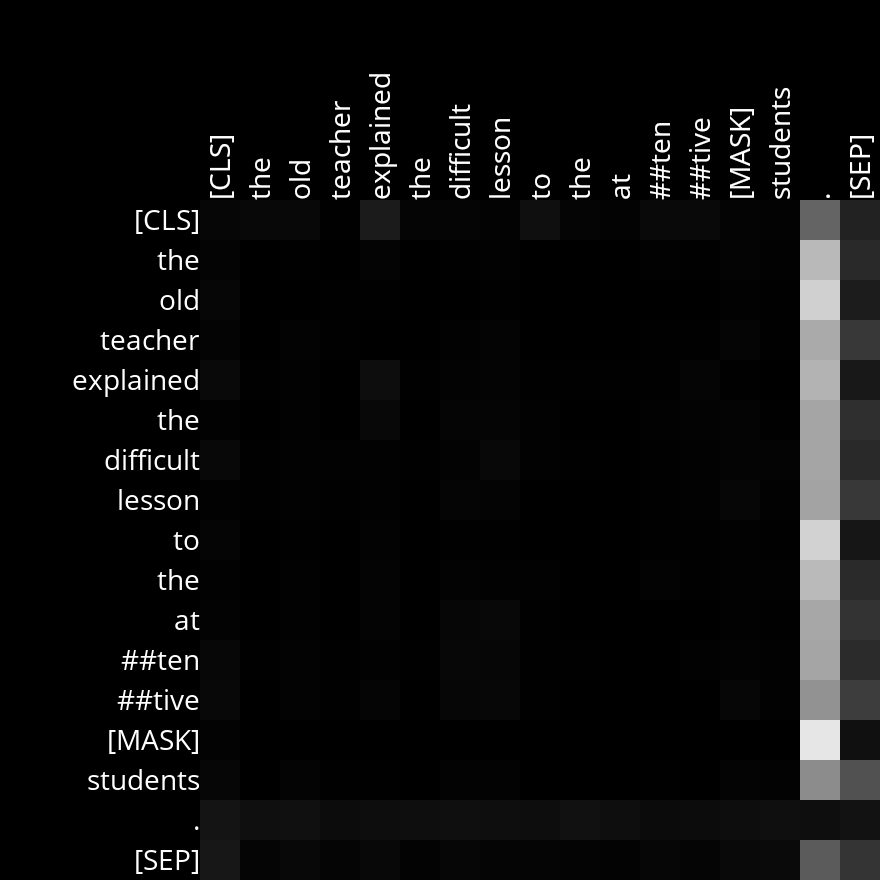 [CLS] the old teacher explained the difficult lesson to the at ##ten ##tive [MASK] students . [SEP]
[CLS]
the
old
teacher
explained
the
difficult
lesson
to
the
at
##ten
##tive
[MASK]
students
.
[SEP]